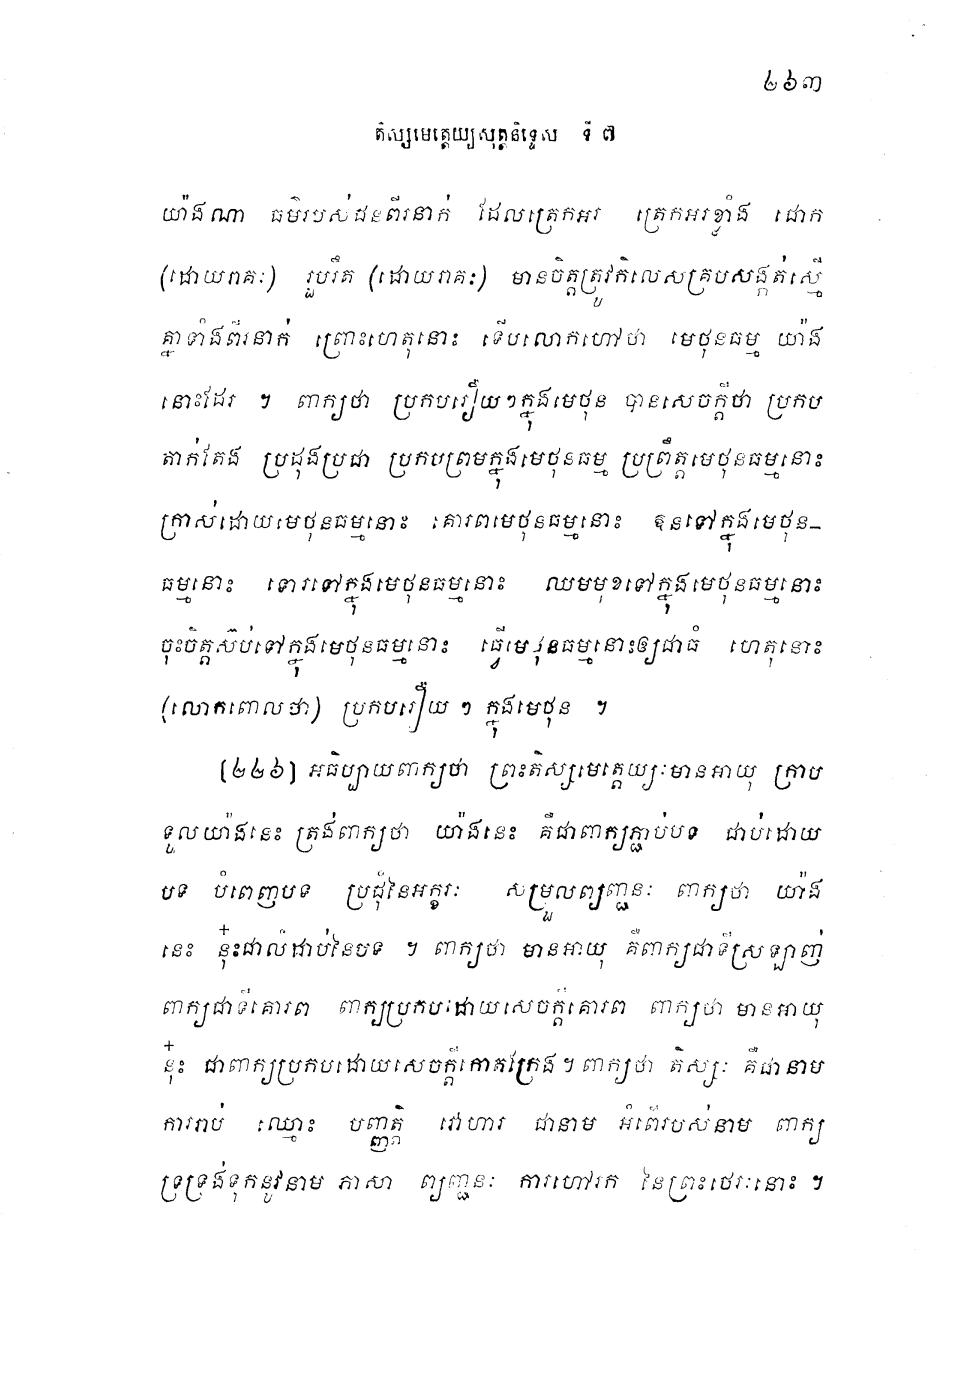 ២៦៣
តិស្សមេត្តេយ្យសុត្តនិទ្ទេស ទី ៧
យ៉ាងណា ធម៌របស់ជនពីរនាក់ ដែលត្រេកអរ ត្រេកអរខ្លាំង ជោក
(ដោយរាគៈ) រួបរឹត (ដោយរាគៈ) មានចិត្តត្រូវកិលេសគ្របសង្កត់ស្មើ
គ្នាទាំងពីរនាក់ ព្រោះហេតុនោះ ទើបលោកហៅថា មេថុនធម្ម យ៉ាង
នោះដែរ ។ ពាក្យថា ប្រកបរឿយៗក្នុងមេថុន បានសេចក្តីថា ប្រកប
តាក់តែង ប្រដុងប្រជា ប្រកបព្រមក្នុងមេថុនធម្ម ប្រព្រឹត្តមេថុនធម្មនោះ
ក្រាស់ដោយមេថុនធម្មនោះ គោរពមេថុនធម្មនោះ ឱនទៅក្នុងមេថុន-
ធម្មនោះ ទោរទៅក្នុងមេថុនធម្មនោះ ឈមមុខទៅក្នុងមេថុនធម្មនោះ
ចុះចិត្តស៊ប់ទៅក្នុងមេថុនធម្មនោះ ធ្វើមេថុនធម្មនោះឲ្យជាធំ ហេតុនោះ
(លោកពោលថា) ប្រកបរឿយ ៗ ក្នុងមេថុន ។
(២២៦) អធិប្បាយពាក្យថា ព្រះតិស្សមេត្តេយ្យៈមានអាយុ ក្រាប
ទូលយ៉ាងនេះ ត្រង់ពាក្យថា យ៉ាងនេះ គឺជាពាក្យភ្ជាប់បទ ជាប់ដោយ
បទ បំពេញបទ ប្រជុំនៃអក្ខរៈ សម្រួលព្យញ្ជនៈ ពាក្យថា យ៉ាង
នេះ នុ៎ះជាលំដាប់នៃបទ ។ ពាក្យថា មានអាយុ គឺពាក្យជាទីស្រឡាញ់
ពាក្យជាទីគោរព ពាក្យប្រកបដោយសេចក្តីគោរព ពាក្យថា មានអាយុ
នុ៎ះ ជាពាក្យប្រកបដោយសេចក្តីកោតក្រែង ។ ពាក្យថា តិស្សៈ គឺជានាម
ការរាប់ ឈ្មោះ បញ្ញត្តិ វោហារ ជានាម អំពើរបស់នាម ពាក្យ
ទ្រទ្រង់ទុកនូវនាម ភាសា ព្យញ្ជនៈ ការហៅរក នៃព្រះថេរៈនោះ ។